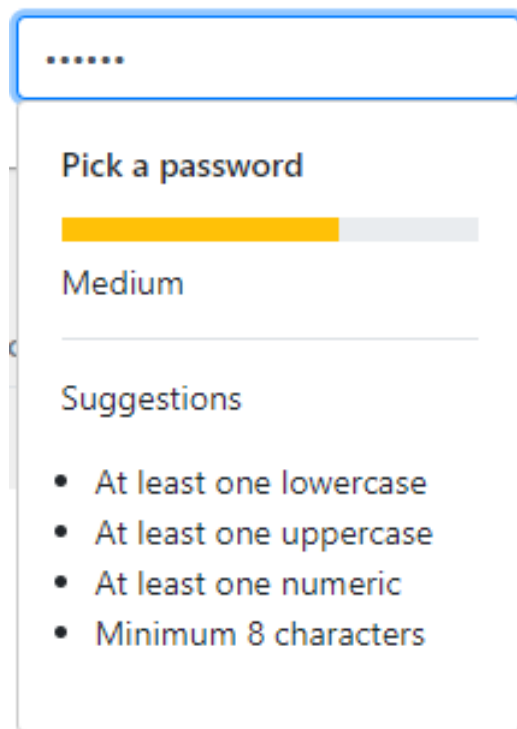 ••••••
Pick a password
Medium
Suggestions
• At least one lowercase
• At least one uppercase
• At least one numeric
• Minimum 8 characters